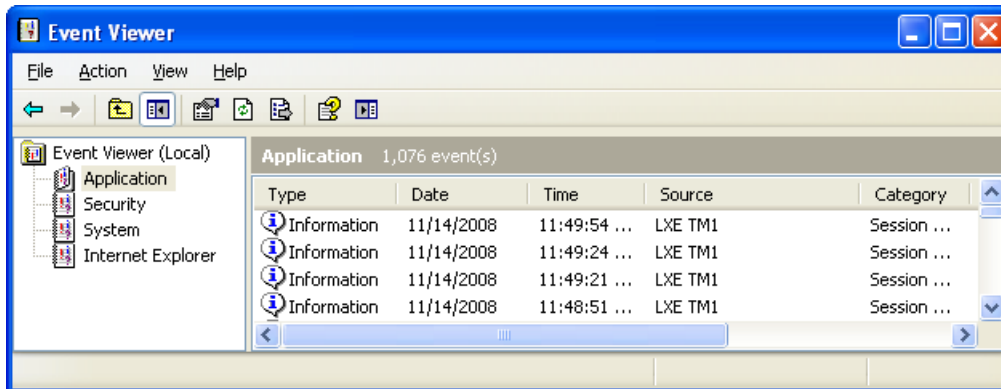 Event Viewer
File Action View Help
Event Viewer (Local)
Application
Security
System
Internet Explorer
Application 1,076 event(s)
Type Date Time Source Category
Information 11/14/2008 11:49:54 ... LXE TM1 Session ...
Information 11/14/2008 11:49:24 ... LXE TM1 Session ...
Information 11/14/2008 11:49:21 ... LXE TM1 Session ...
Information 11/14/2008 11:48:51 ... LXE TM1 Session ...